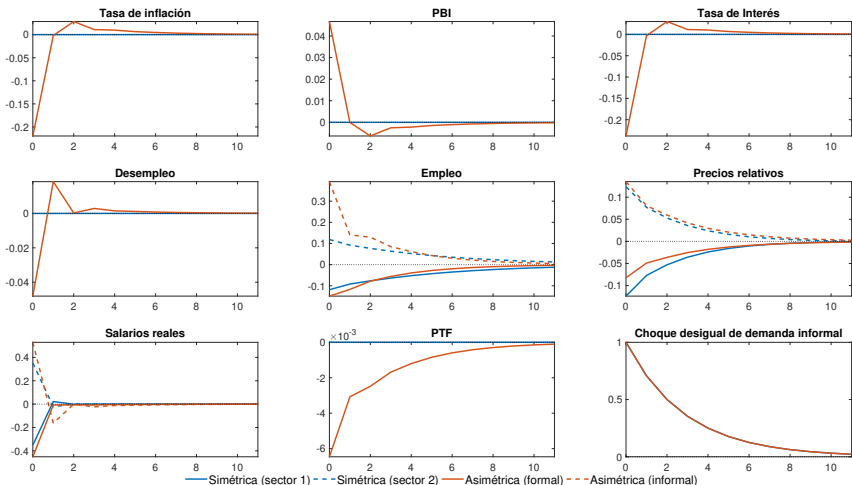 Tasa de inflación
0
-0.05
-0.1
-0.15
-0.2
0 2 4 6 8 10
PBI
0.04
0.03
0.02
0.01
0
0 2 4 6 8 10
Tasa de Interés
0
-0.05
-0.1
-0.15
-0.2
0 2 4 6 8 10
Desempleo
0
-0.02
-0.04
0 2 4 6 8 10
Empleo
0.3
0.2
0.1
0
-0.1
0 2 4 6 8 10
Precios relativos
0.1
0.05
0
-0.05
-0.1
0 2 4 6 8 10
Salarios reales
0.4
0.2
0
-0.2
-0.4
0 2 4 6 8 10
PTF
×10⁻³
0
-2
-4
-6
0 2 4 6 8 10
Choque desigual de demanda informal
1
0.5
0
0 2 4 6 8 10
Simétrica (sector 1) Simétrica (sector 2) Asimétrica (formal) Asimétrica (informal)